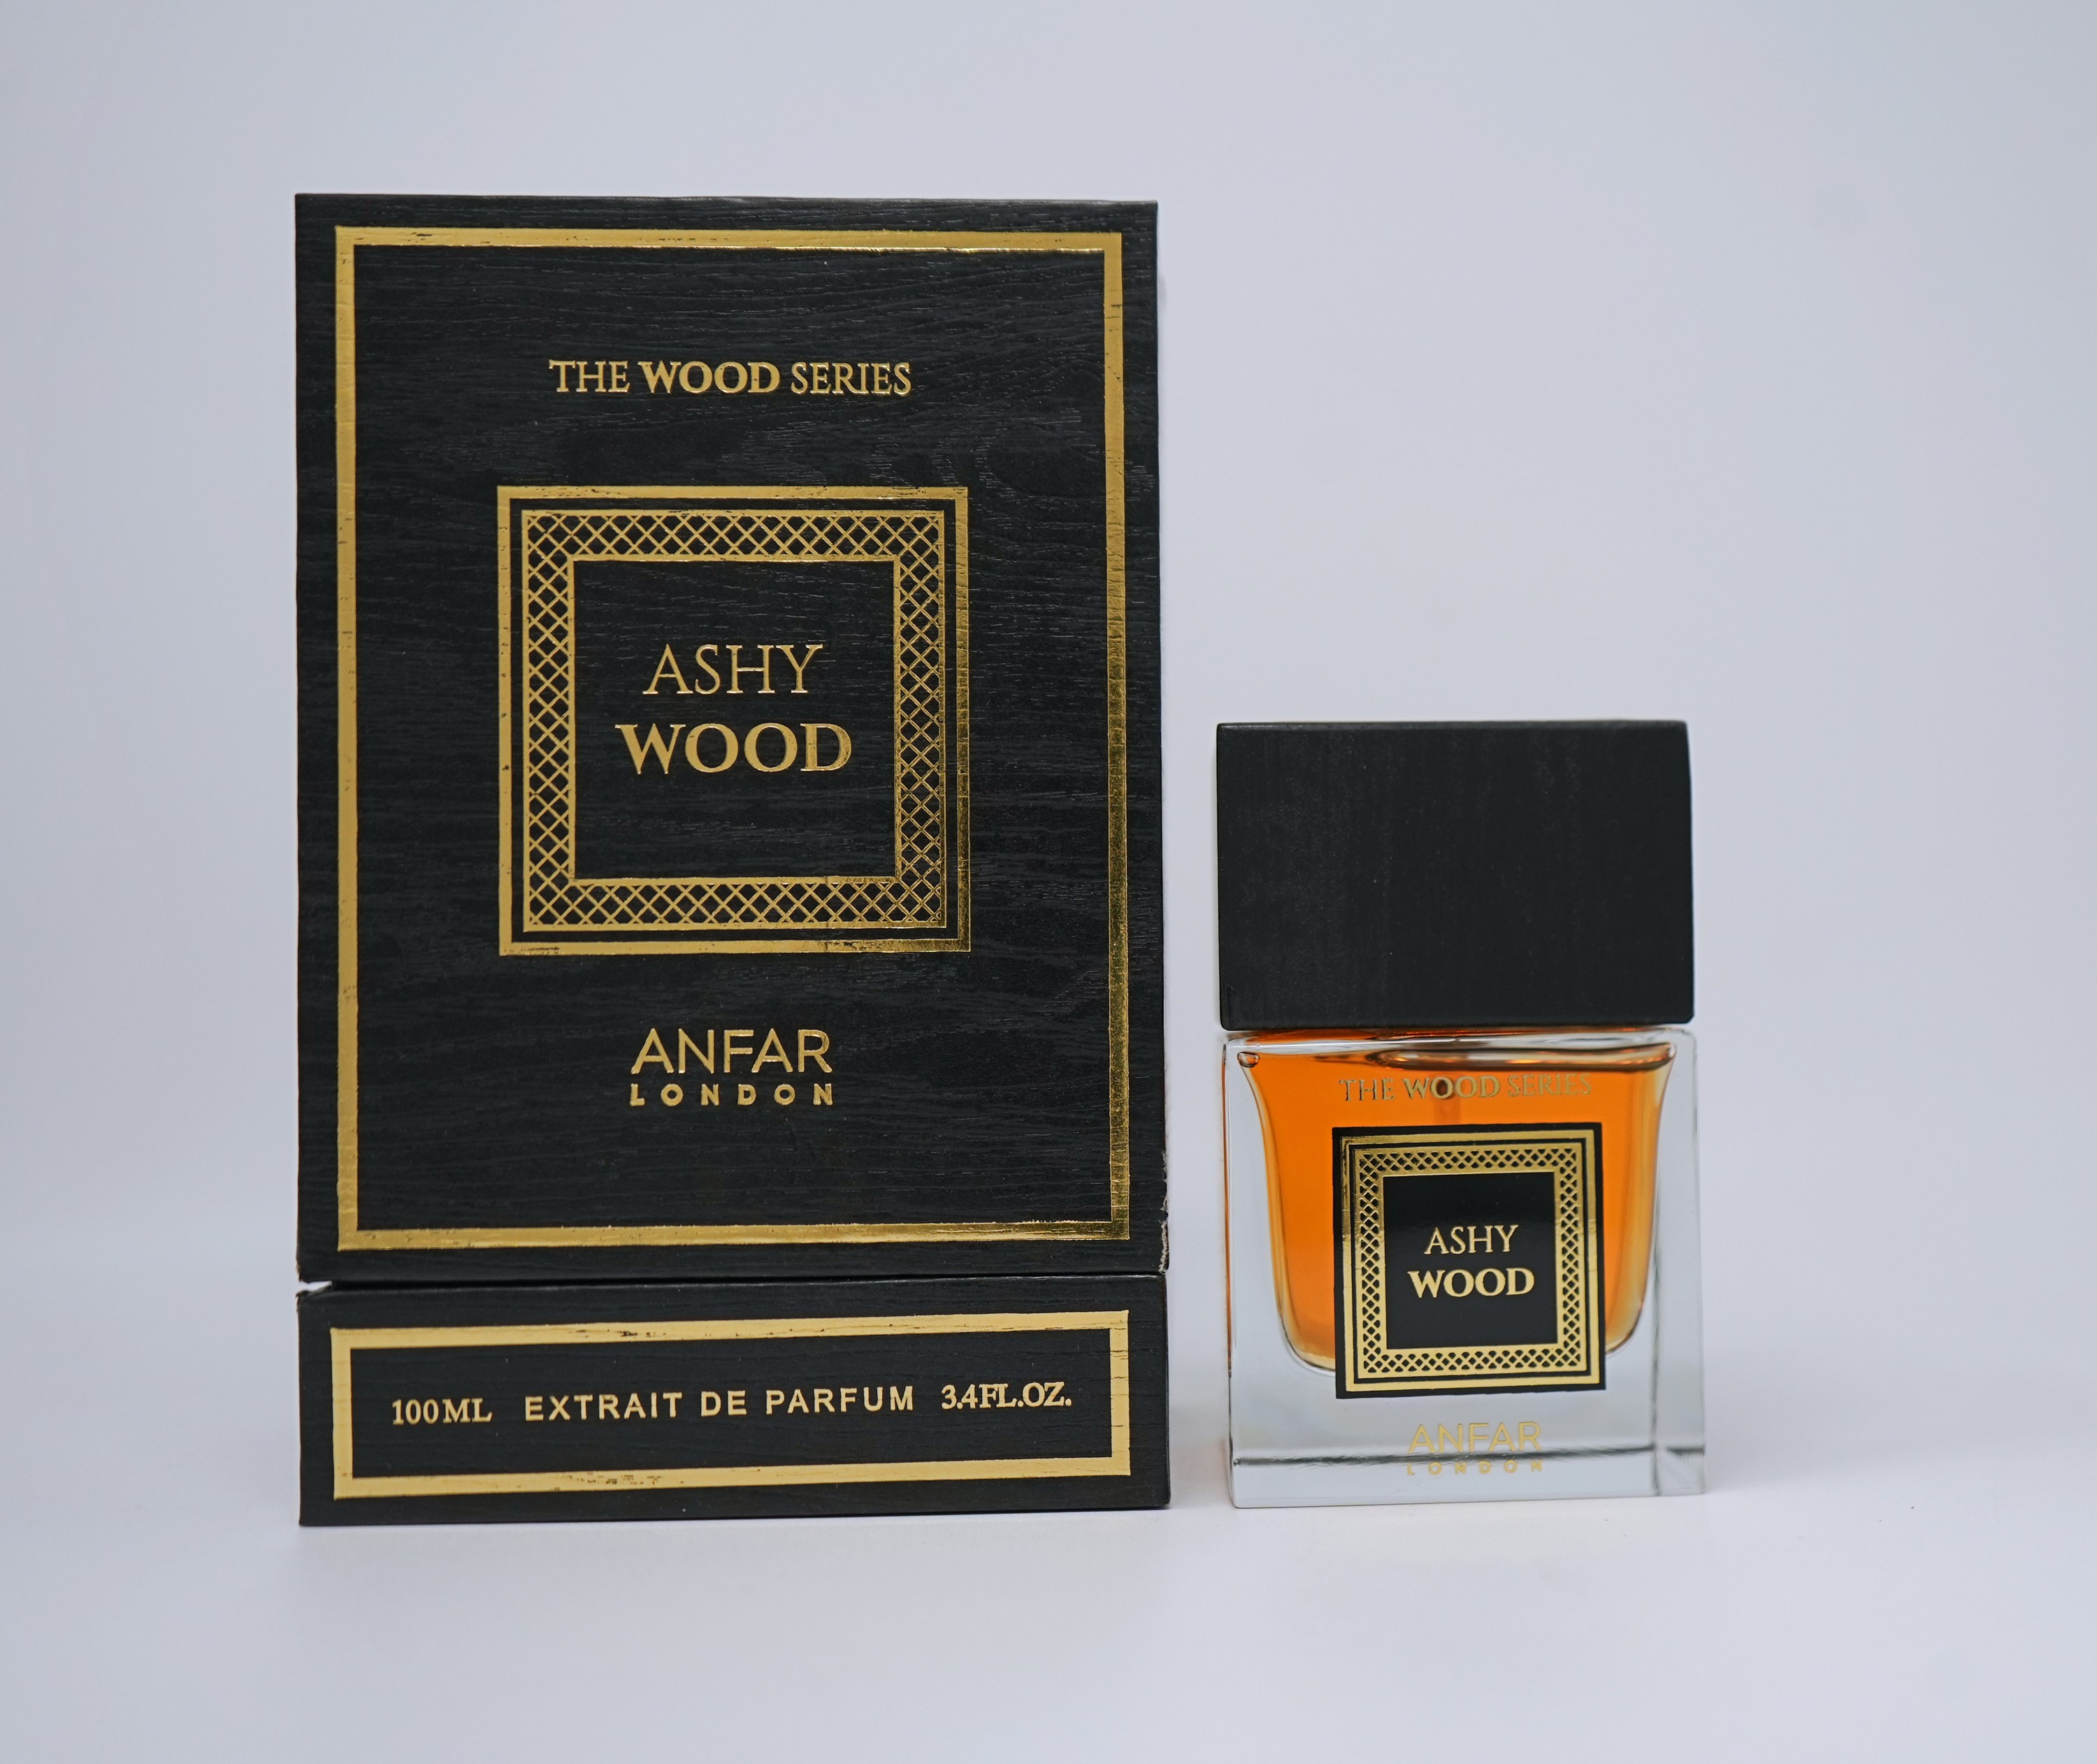 THE WOOD SERIES
ASHY
WOOD
ANFAR
LONDON
100ML EXTRAIT DE PARFUM 3.4FL.OZ.
THE WOOD SERIES
ASHY
WOOD
ANFAR
LONDON